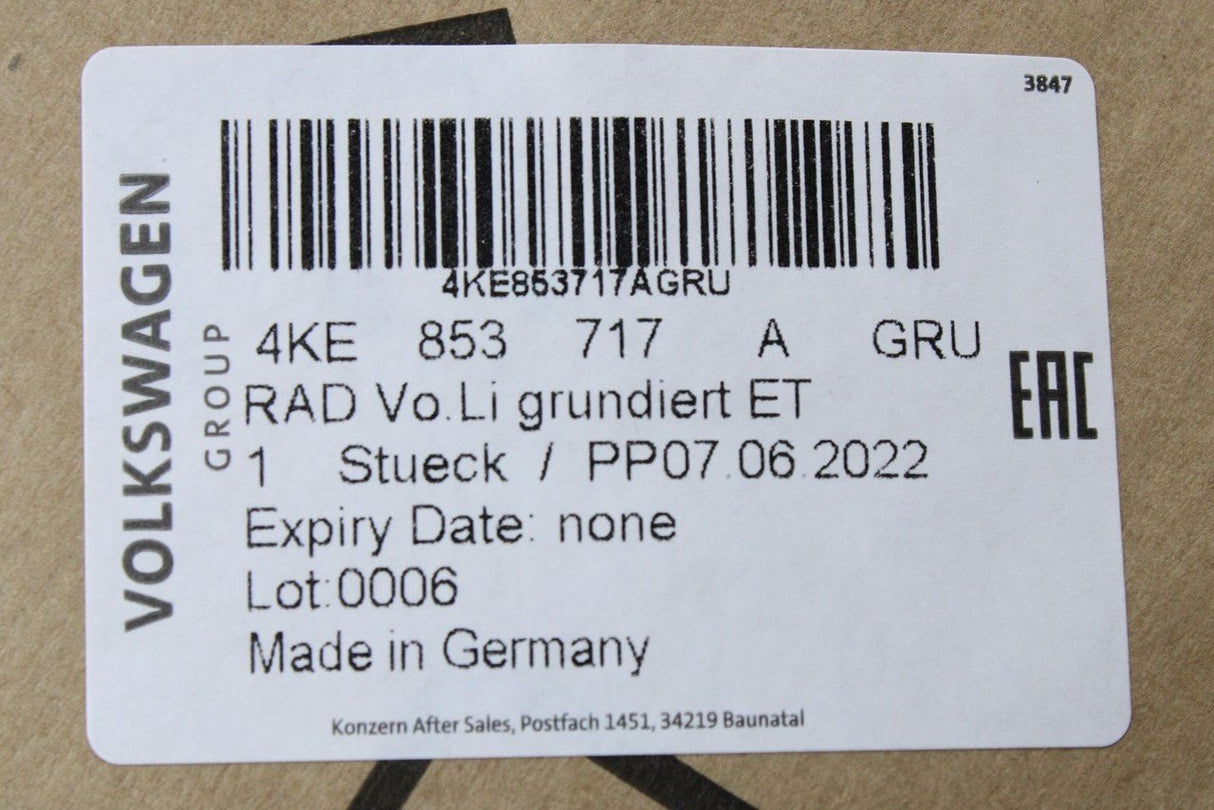 3847
VOLKSWAGEN
GROUP
4KE853717AGRU
4KE 853 717 A GRU
RAD Vo.Li grundiert ET
1 Stueck / PP07.06.2022
Expiry Date: none
Lot:0006
Made in Germany
EAC
Konzern After Sales, Postfach 1451, 34219 Baunatal